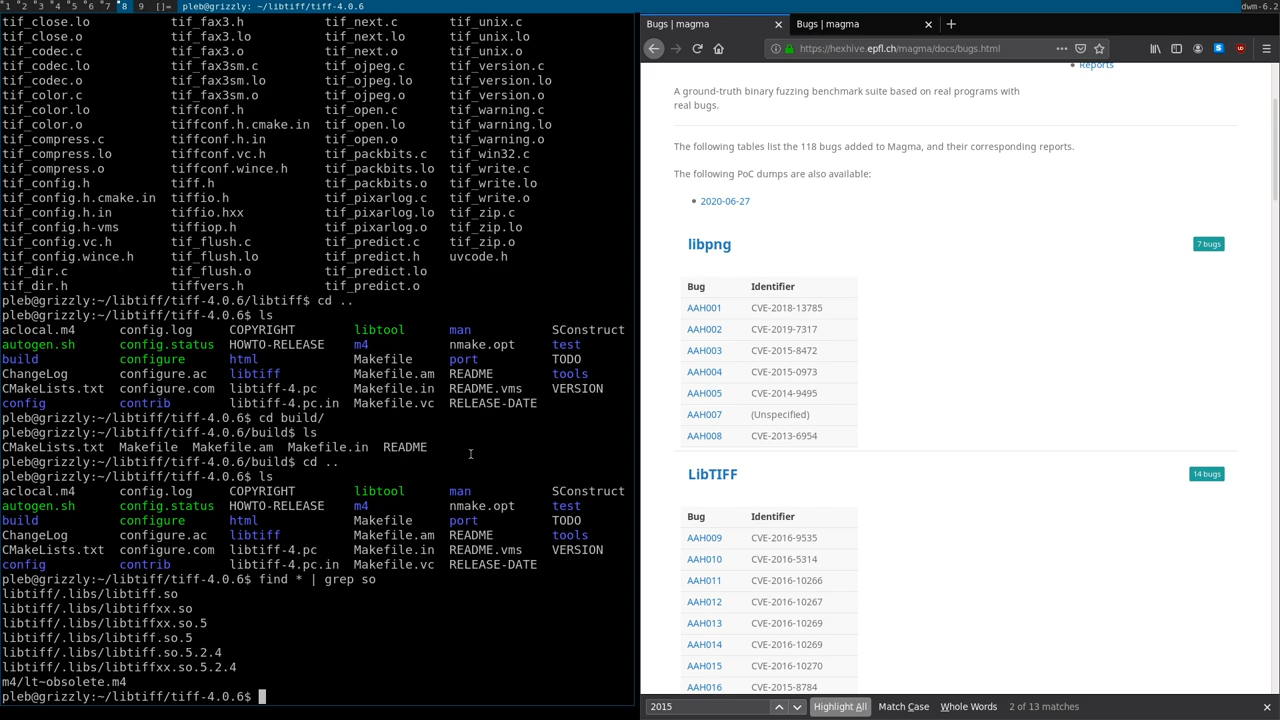 1 2 3 4 5 6 7 8 9 []= pleb@grizzly: ~/libtiff/tiff-4.0.6 dwm-6.2
tif_close.lo tif_fax3.h tif_next.c tif_unix.c
tif_close.o tif_fax3.lo tif_next.lo tif_unix.lo
tif_codec.c tif_fax3.o tif_next.o tif_unix.o
tif_codec.lo tif_fax3sm.c tif_ojpeg.c tif_version.c
tif_codec.o tif_fax3sm.lo tif_ojpeg.lo tif_version.lo
tif_color.c tif_fax3sm.o tif_ojpeg.o tif_version.o
tif_color.lo tiffconf.h tif_open.c tif_warning.c
tif_color.o tiffconf.h.cmake.in tif_open.lo tif_warning.lo
tif_compress.c tiffconf.h.in tif_open.o tif_warning.o
tif_compress.lo tiffconf.vc.h tif_packbits.c tif_win32.c
tif_compress.o tiffconf.wince.h tif_packbits.lo tif_write.c
tif_config.h tiff.h tif_packbits.o tif_write.lo
tif_config.h.cmake.in tiffio.h tif_pixarlog.c tif_write.o
tif_config.h.in tiffio.hxx tif_pixarlog.lo tif_zip.c
tif_config.h-vms tiffiop.h tif_pixarlog.o tif_zip.lo
tif_config.vc.h tif_flush.c tif_predict.c tif_zip.o
tif_config.wince.h tif_flush.lo tif_predict.h uvcode.h
tif_dir.c tif_flush.o tif_predict.lo
tif_dir.h tiffvers.h tif_predict.o
pleb@grizzly:~/libtiff/tiff-4.0.6/libtiff$ cd ..
pleb@grizzly:~/libtiff/tiff-4.0.6$ ls
aclocal.m4 config.log COPYRIGHT libtool man SConstruct
autogen.sh config.status HOWTO-RELEASE m4 nmake.opt test
build configure html Makefile port TODO
ChangeLog configure.ac libtiff Makefile.am README tools
CMakeLists.txt configure.com libtiff-4.pc Makefile.in README.vms VERSION
config contrib libtiff-4.pc.in Makefile.vc RELEASE-DATE
pleb@grizzly:~/libtiff/tiff-4.0.6$ cd build/
pleb@grizzly:~/libtiff/tiff-4.0.6/build$ ls
CMakeLists.txt Makefile Makefile.am Makefile.in README
pleb@grizzly:~/libtiff/tiff-4.0.6/build$ cd ..
pleb@grizzly:~/libtiff/tiff-4.0.6$ ls
aclocal.m4 config.log COPYRIGHT libtool man SConstruct
autogen.sh config.status HOWTO-RELEASE m4 nmake.opt test
build configure html Makefile port TODO
ChangeLog configure.ac libtiff Makefile.am README tools
CMakeLists.txt configure.com libtiff-4.pc Makefile.in README.vms VERSION
config contrib libtiff-4.pc.in Makefile.vc RELEASE-DATE
pleb@grizzly:~/libtiff/tiff-4.0.6$ find * | grep so
libtiff/.libs/libtiff.so
libtiff/.libs/libtiffxx.so
libtiff/.libs/libtiffxx.so.5
libtiff/.libs/libtiff.so.5
libtiff/.libs/libtiff.so.5.2.4
libtiff/.libs/libtiffxx.so.5.2.4
m4/lt~obsolete.m4
pleb@grizzly:~/libtiff/tiff-4.0.6$
Bugs | magma Bugs | magma
https://hexhive.epfl.ch/magma/docs/bugs.html
Reports
A ground-truth binary fuzzing benchmark suite based on real programs with
real bugs.
The following tables list the 118 bugs added to Magma, and their corresponding reports.
The following PoC dumps are also available:
2020-06-27
libpng 7 bugs
Bug Identifier
AAH001 CVE-2018-13785
AAH002 CVE-2019-7317
AAH003 CVE-2015-8472
AAH004 CVE-2015-0973
AAH005 CVE-2014-9495
AAH007 (Unspecified)
AAH008 CVE-2013-6954
LibTIFF 14 bugs
Bug Identifier
AAH009 CVE-2016-9535
AAH010 CVE-2016-5314
AAH011 CVE-2016-10266
AAH012 CVE-2016-10267
AAH013 CVE-2016-10269
AAH014 CVE-2016-10269
AAH015 CVE-2016-10270
AAH016 CVE-2015-8784
2015 Highlight All Match Case Whole Words 2 of 13 matches